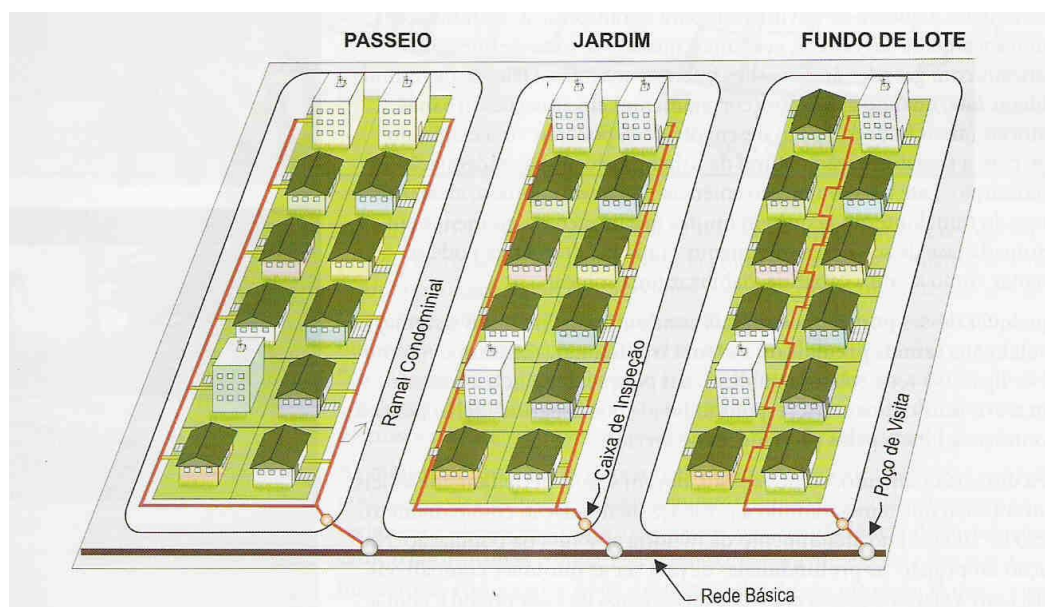 PASSEIO
JARDIM
FUNDO DE LOTE
Ramal Condominial
Caixa de Inspeção
Poço de Visita
Rede Básica